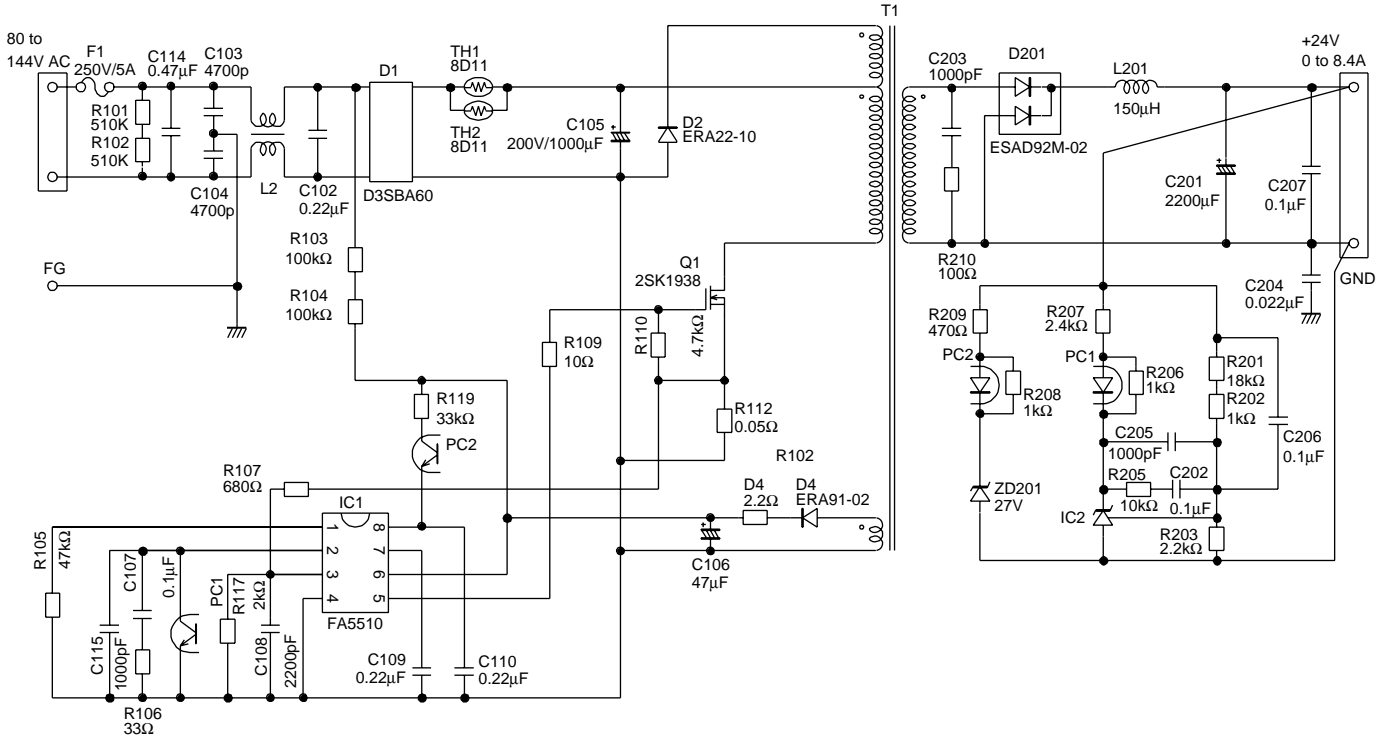 T1
80 to
144V AC
F1
250V/5A
C114
0.47µF
C103
4700p
R101
510K
R102
510K
C104
4700p
L2
C102
0.22µF
D1
D3SBA60
TH1
8D11
TH2
8D11
C105
200V/1000µF
D2
ERA22-10
C203
1000pF
D201
ESAD92M-02
L201
150µH
+24V
0 to 8.4A
C201
2200µF
C207
0.1µF
R210
100Ω
C204
0.022µF
GND
FG
R103
100kΩ
R104
100kΩ
Q1
2SK1938
R109
10Ω
R110
4.7kΩ
R112
0.05Ω
R119
33kΩ
PC2
R107
680Ω
R102
D4
2.2Ω
D4
ERA91-02
C106
47µF
R209
470Ω
PC2
R208
1kΩ
R207
2.4kΩ
PC1
R206
1kΩ
R201
18kΩ
R202
1kΩ
C205
1000pF
C206
0.1µF
R205
10kΩ
C202
0.1µF
ZD201
27V
IC2
R203
2.2kΩ
IC1
1
2
3
4
8
7
6
5
FA5510
R105
47kΩ
C107
0.1µF
PC1
R117
2kΩ
C115
1000pF
R106
33Ω
C108
2200pF
C109
0.22µF
C110
0.22µF